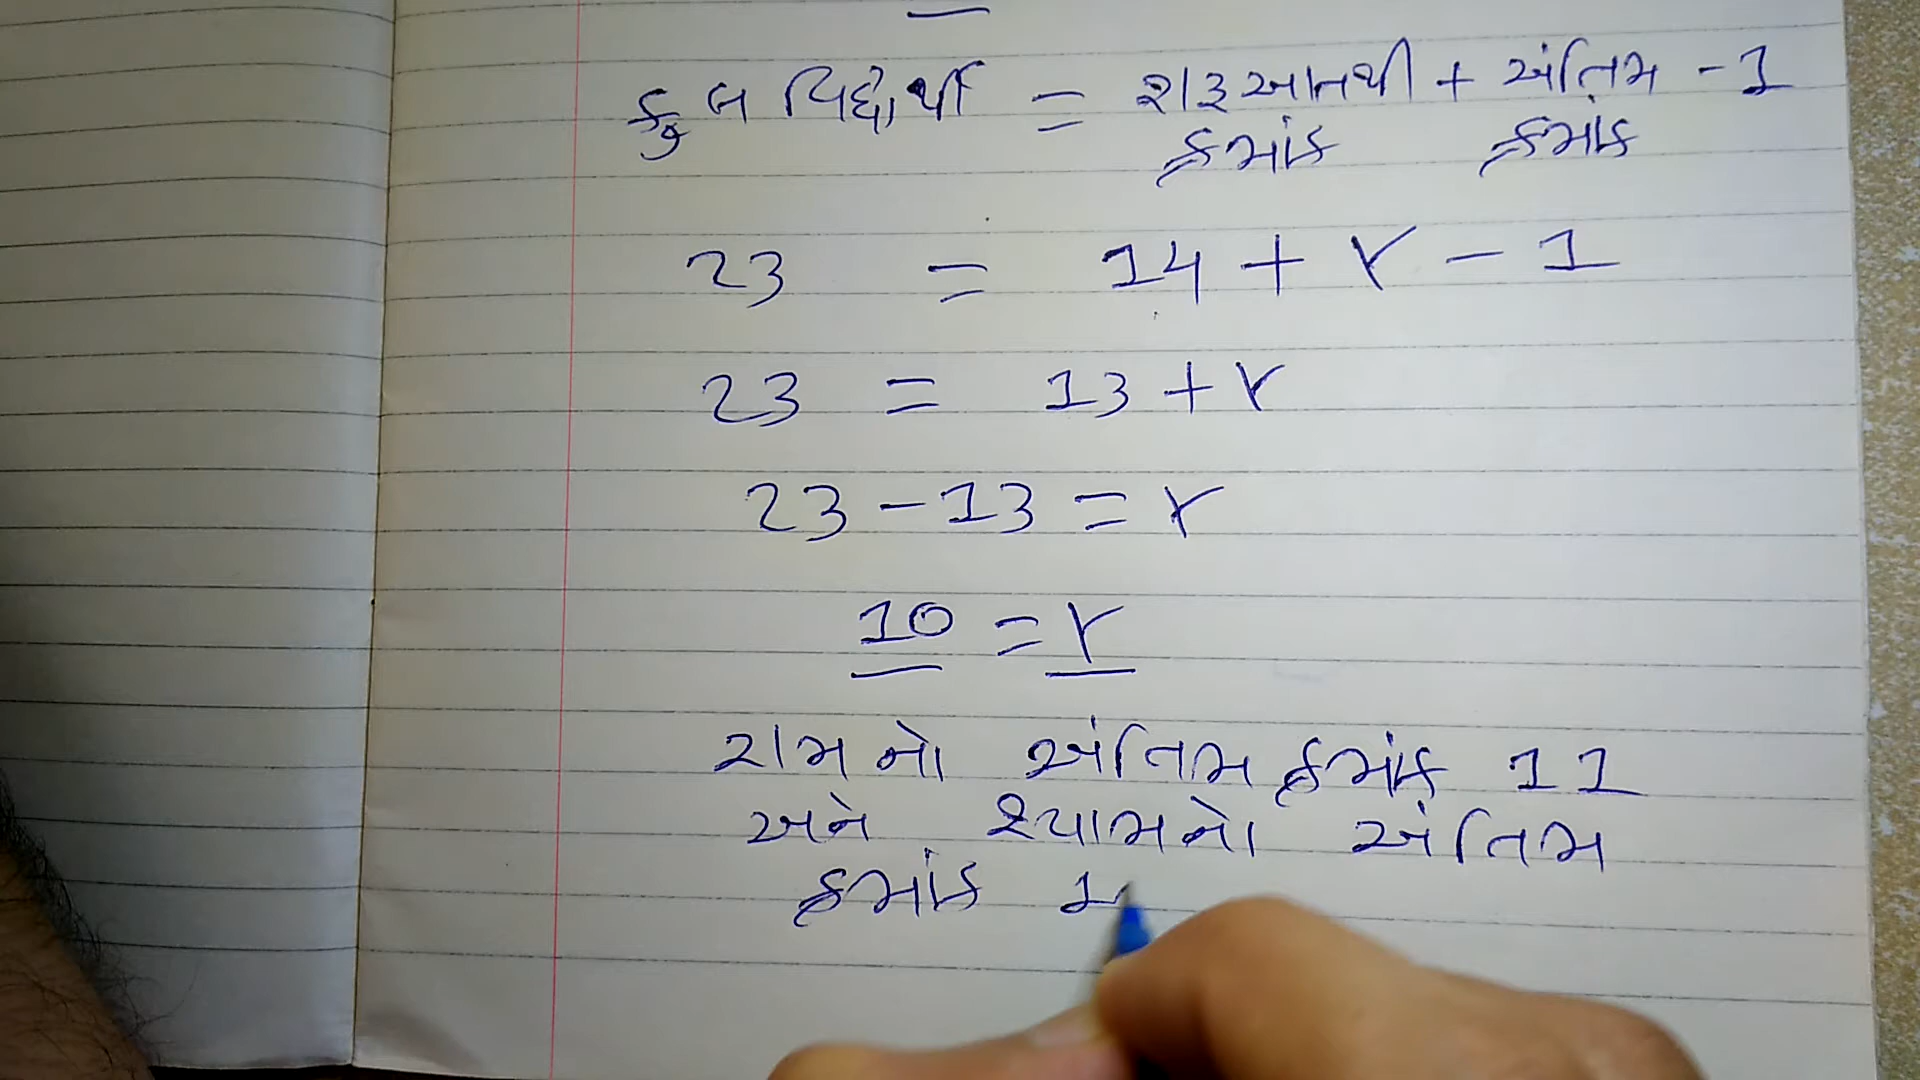 કુલ વિદ્યાર્થી = શરૂઆતથી + અંતિમ - 1
ક્રમાંક ક્રમાંક
23 = 14 + r - 1
23 = 13 + r
23 - 13 = r
10 = r
રામનો અંતિમ ક્રમાંક 11
અને શ્યામનો અંતિમ
ક્રમાંક 1